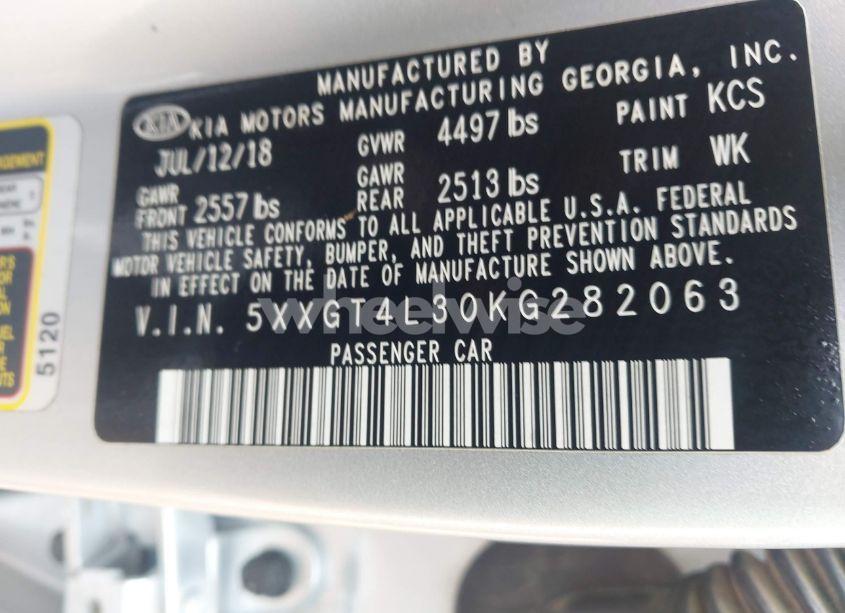 MANUFACTURED BY
KIA KIA MOTORS MANUFACTURING GEORGIA, INC.
JUL/12/18 GVWR 4497 lbs PAINT KCS
GAWR FRONT 2557 lbs GAWR REAR 2513 lbs TRIM WK
THIS VEHICLE CONFORMS TO ALL APPLICABLE U.S.A. FEDERAL
MOTOR VEHICLE SAFETY, BUMPER, AND THEFT PREVENTION STANDARDS
IN EFFECT ON THE DATE OF MANUFACTURE SHOWN ABOVE.
V.I.N. 5XXGT4L30KG282063
PASSENGER CAR
wheelwise
5120